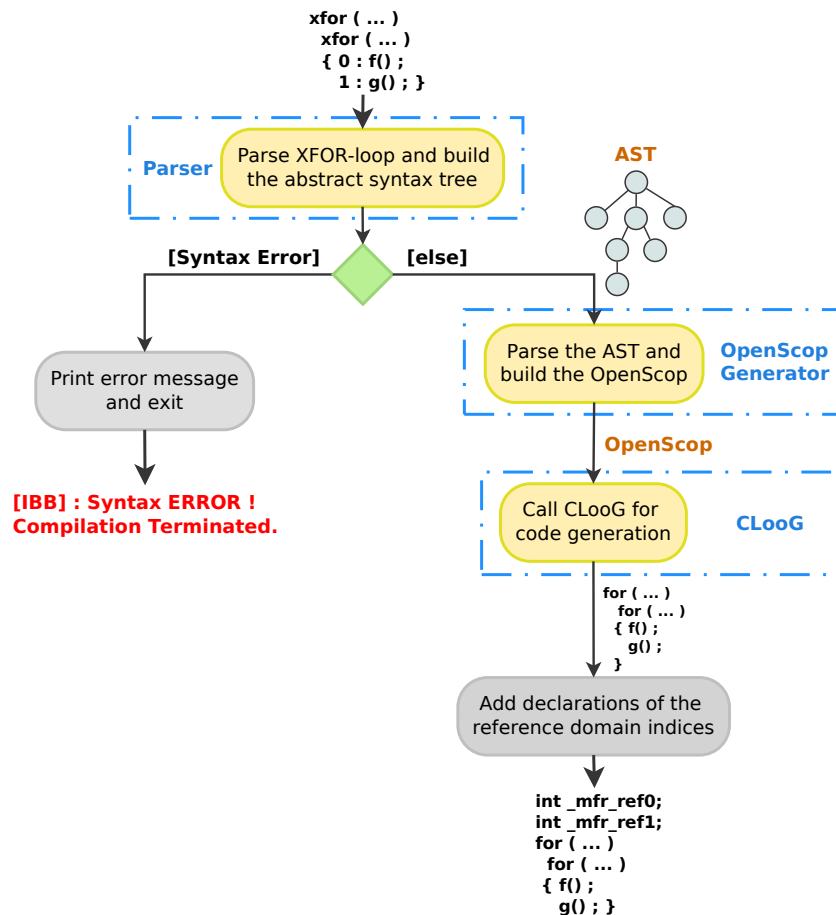 xfor ( ... )
xfor ( ... )
{ 0 : f() ;
1 : g() ; }
Parser
Parse XFOR-loop and build
the abstract syntax tree
AST
[Syntax Error]
[else]
Print error message
and exit
Parse the AST and
build the OpenScop
OpenScop
Generator
OpenScop
[IBB] : Syntax ERROR !
Compilation Terminated.
Call CLooG for
code generation
CLooG
for ( ... )
for ( ... )
{ f() ;
g() ;
}
Add declarations of the
reference domain indices
int _mfr_ref0;
int _mfr_ref1;
for ( ... )
for ( ... )
{ f() ;
g() ; }